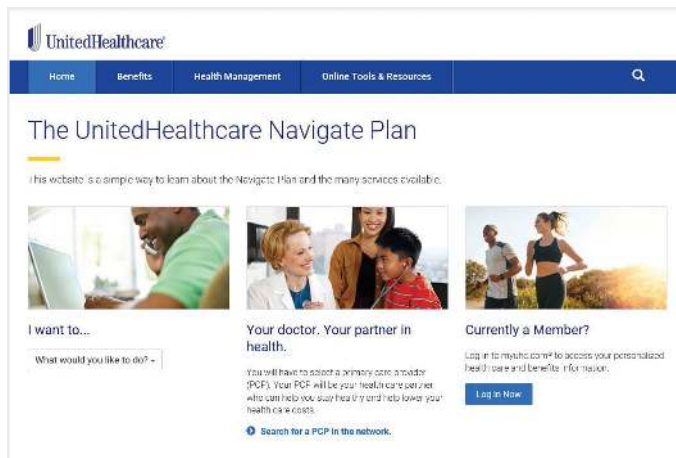 UnitedHealthcare®
Home Benefits Health Management Online Tools & Resources
The UnitedHealthcare Navigate Plan
This website is a simple way to learn about the Navigate Plan and the many services available.
I want to...
What would you like to do?
Your doctor. Your partner in
health.
You will have to select a primary care provider
(PCP). Your PCP will be your health care partner
who can help you stay healthy and help lower your
health care costs.
Search for a PCP in the network.
Currently a Member?
Log in to myuhc.com® to access your personalized
health care and benefits information.
Log In Now